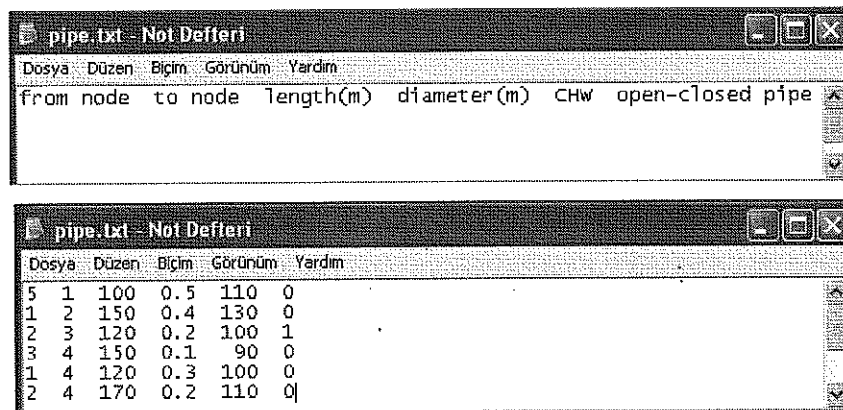 pipe.txt - Not Defteri
Dosya Düzen Biçim Görünüm Yardım
from node to node length(m) diameter(m) CHW open-closed pipe
pipe.txt - Not Defteri
Dosya Düzen Biçim Görünüm Yardım
5 1 100 0.5 110 0
1 2 150 0.4 130 0
2 3 120 0.2 100 1
3 4 150 0.1 90 0
1 4 120 0.3 100 0
2 4 170 0.2 110 0